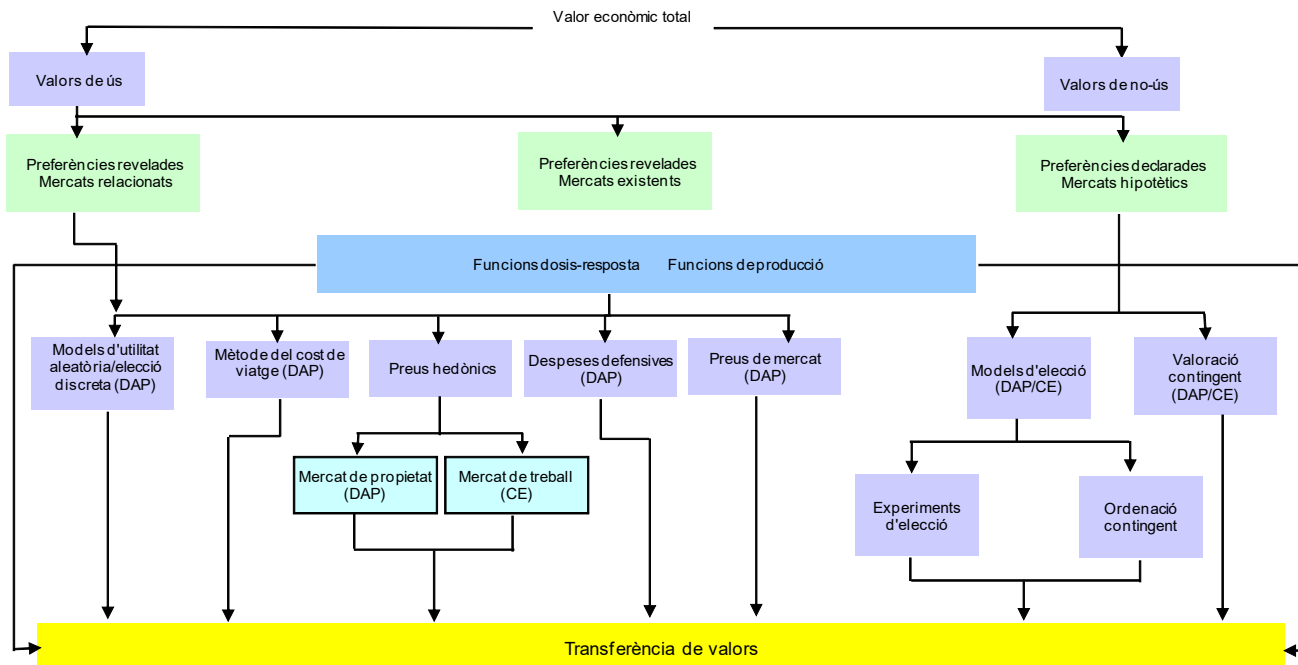 Valor econòmic total
Valors de ús
Valors de no-ús
Preferències revelades
Mercats relacionats
Preferències revelades
Mercats existents
Preferències declarades
Mercats hipotètics
Funcions dosis-resposta Funcions de producció
Models d'utilitat
aleatòria/elecció
discreta (DAP)
Mètode del cost de
viatge (DAP)
Preus hedònics
Despeses defensives
(DAP)
Preus de mercat
(DAP)
Models d'elecció
(DAP/CE)
Valoració
contingent
(DAP/CE)
Mercat de propietat
(DAP)
Mercat de treball
(CE)
Experiments
d'elecció
Ordenació
contingent
Transferència de valors